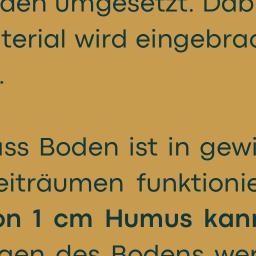 den umgesetzt. Dab
terial wird eingebrac
.
ass Boden ist in gewi
eiträumen funktionie
on 1 cm Humus kann
gen des Bodens wer